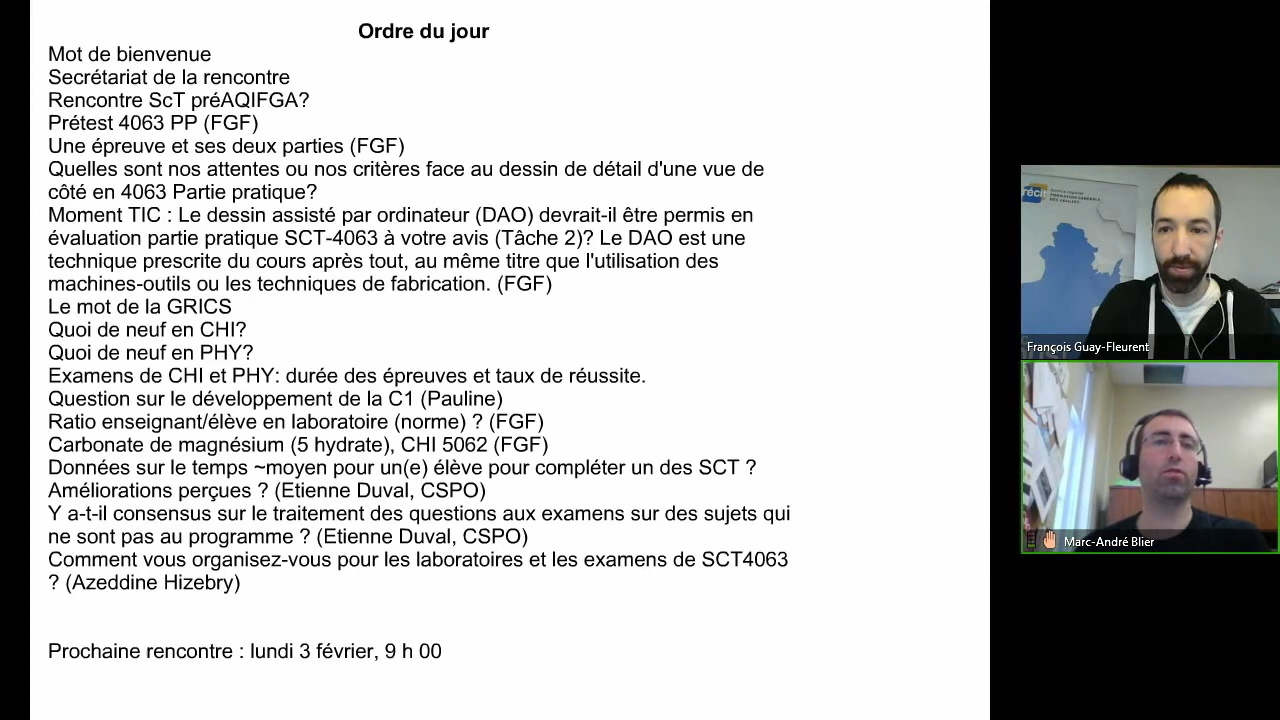 Ordre du jour
Mot de bienvenue
Secrétariat de la rencontre
Rencontre ScT préAQIFGA?
Prétest 4063 PP (FGF)
Une épreuve et ses deux parties (FGF)
Quelles sont nos attentes ou nos critères face au dessin de détail d'une vue de
côté en 4063 Partie pratique?
Moment TIC : Le dessin assisté par ordinateur (DAO) devrait-il être permis en
évaluation partie pratique SCT-4063 à votre avis (Tâche 2)? Le DAO est une
technique prescrite du cours après tout, au même titre que l'utilisation des
machines-outils ou les techniques de fabrication. (FGF)
Le mot de la GRICS
Quoi de neuf en CHI?
Quoi de neuf en PHY?
Examens de CHI et PHY: durée des épreuves et taux de réussite.
Question sur le développement de la C1 (Pauline)
Ratio enseignant/élève en laboratoire (norme) ? (FGF)
Carbonate de magnésium (5 hydrate), CHI 5062 (FGF)
Données sur le temps ~moyen pour un(e) élève pour compléter un des SCT ?
Améliorations perçues ? (Etienne Duval, CSPO)
Y a-t-il consensus sur le traitement des questions aux examens sur des sujets qui
ne sont pas au programme ? (Etienne Duval, CSPO)
Comment vous organisez-vous pour les laboratoires et les examens de SCT4063
? (Azeddine Hizebry)
Prochaine rencontre : lundi 3 février, 9 h 00
récit
FORMATION GÉNÉRALE
DES ADULTES
François Guay-Fleurent
Marc-André Blier